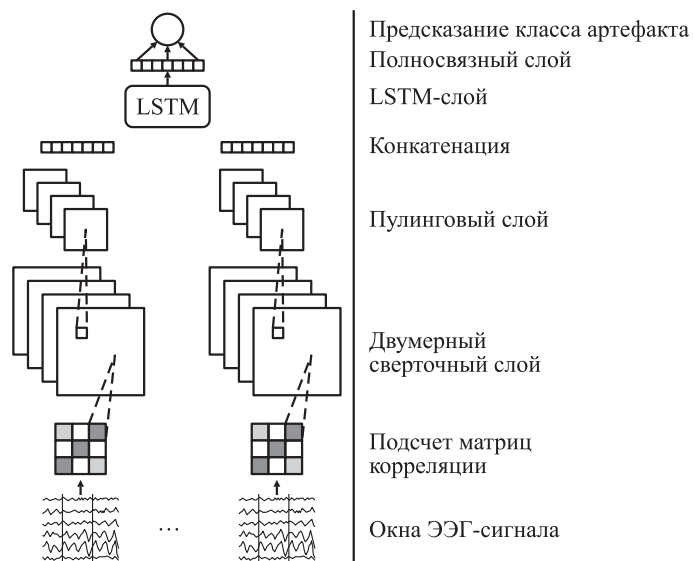 Предсказание класса артефакта
Полносвязный слой
LSTM
LSTM-слой
Конкатенация
Пулинговый слой
Двумерный
сверточный слой
Подсчет матриц
корреляции
...
Окна ЭЭГ-сигнала